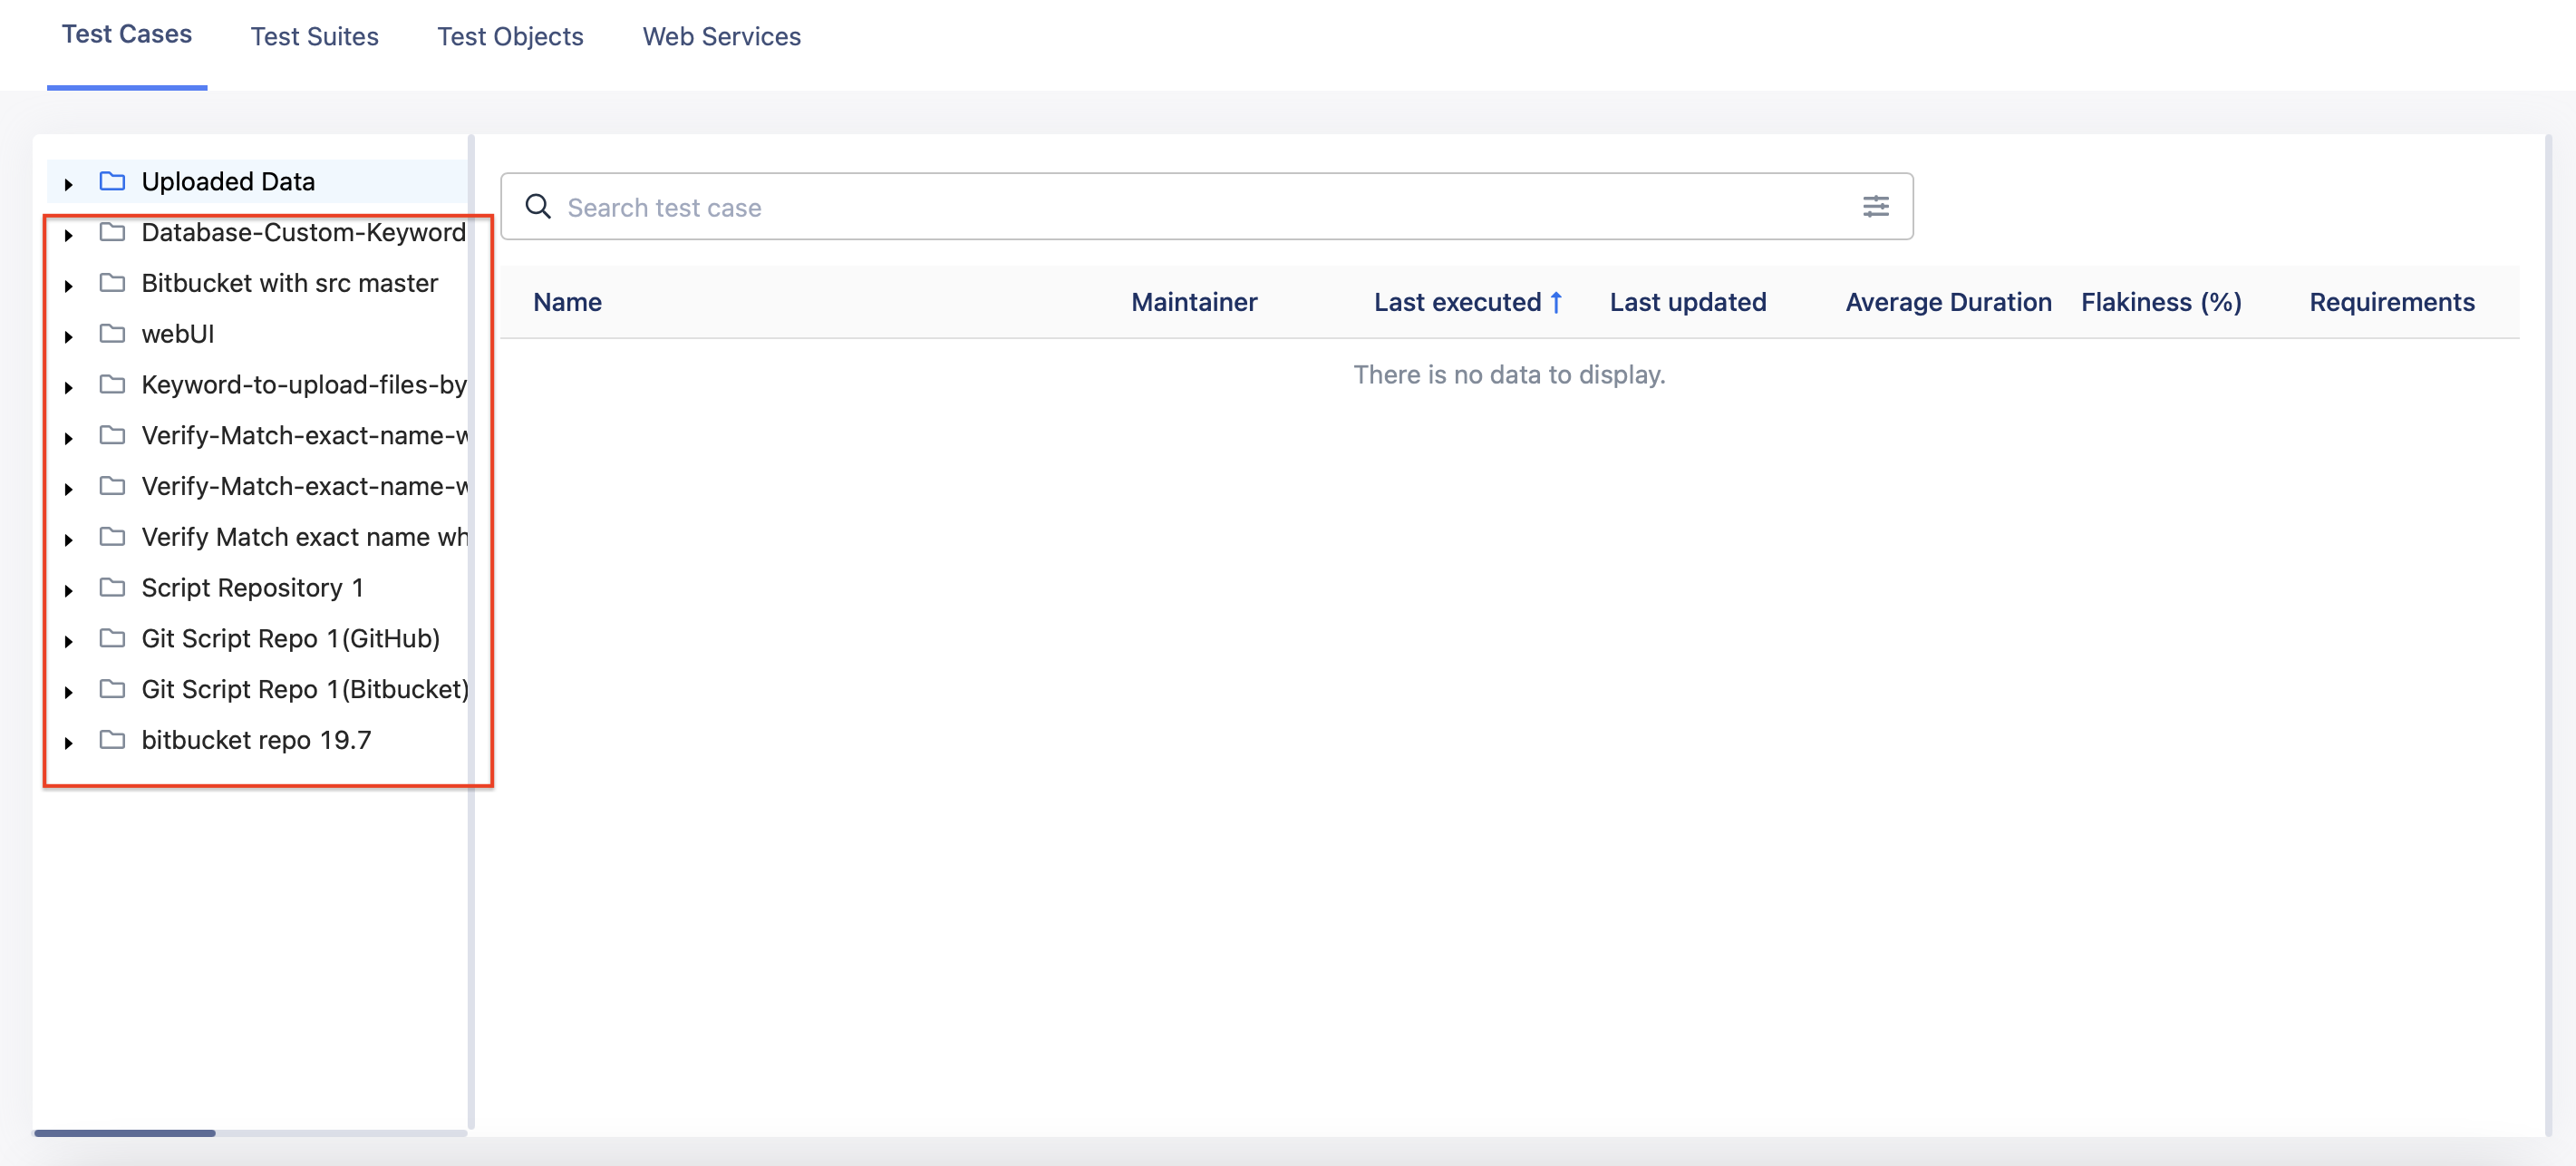 Test Cases Test Suites Test Objects Web Services
Uploaded Data
Database-Custom-Keyword
Bitbucket with src master
webUI
Keyword-to-upload-files-by
Verify-Match-exact-name-w
Verify-Match-exact-name-w
Verify Match exact name wh
Script Repository 1
Git Script Repo 1(GitHub)
Git Script Repo 1(Bitbucket)
bitbucket repo 19.7
Search test case
Name Maintainer Last executed ↑ Last updated Average Duration Flakiness (%) Requirements
There is no data to display.